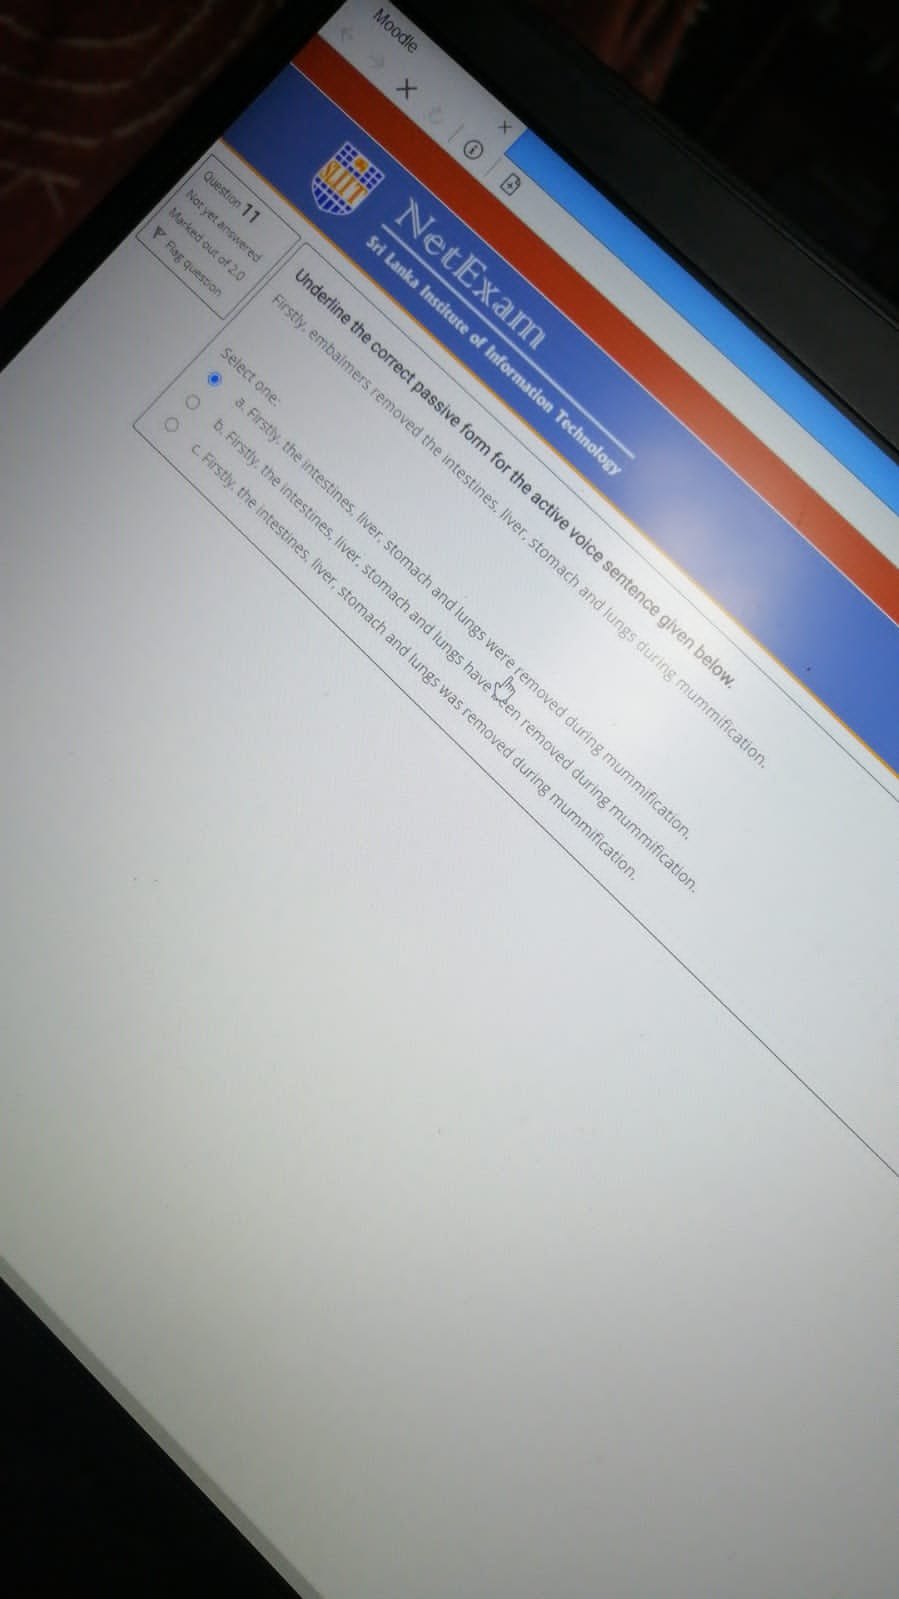 Moodle
SLIIT
NetExam
Sri Lanka Institute of Information Technology
Question 11
Not yet answered
Marked out of 2.0
Flag question
Underline the correct passive form for the active voice sentence given below.
Firstly, embalmers removed the intestines, liver, stomach and lungs during mummification.
Select one:
a. Firstly, the intestines, liver, stomach and lungs were removed during mummification.
b. Firstly, the intestines, liver, stomach and lungs have been removed during mummification.
c. Firstly, the intestines, liver, stomach and lungs was removed during mummification.